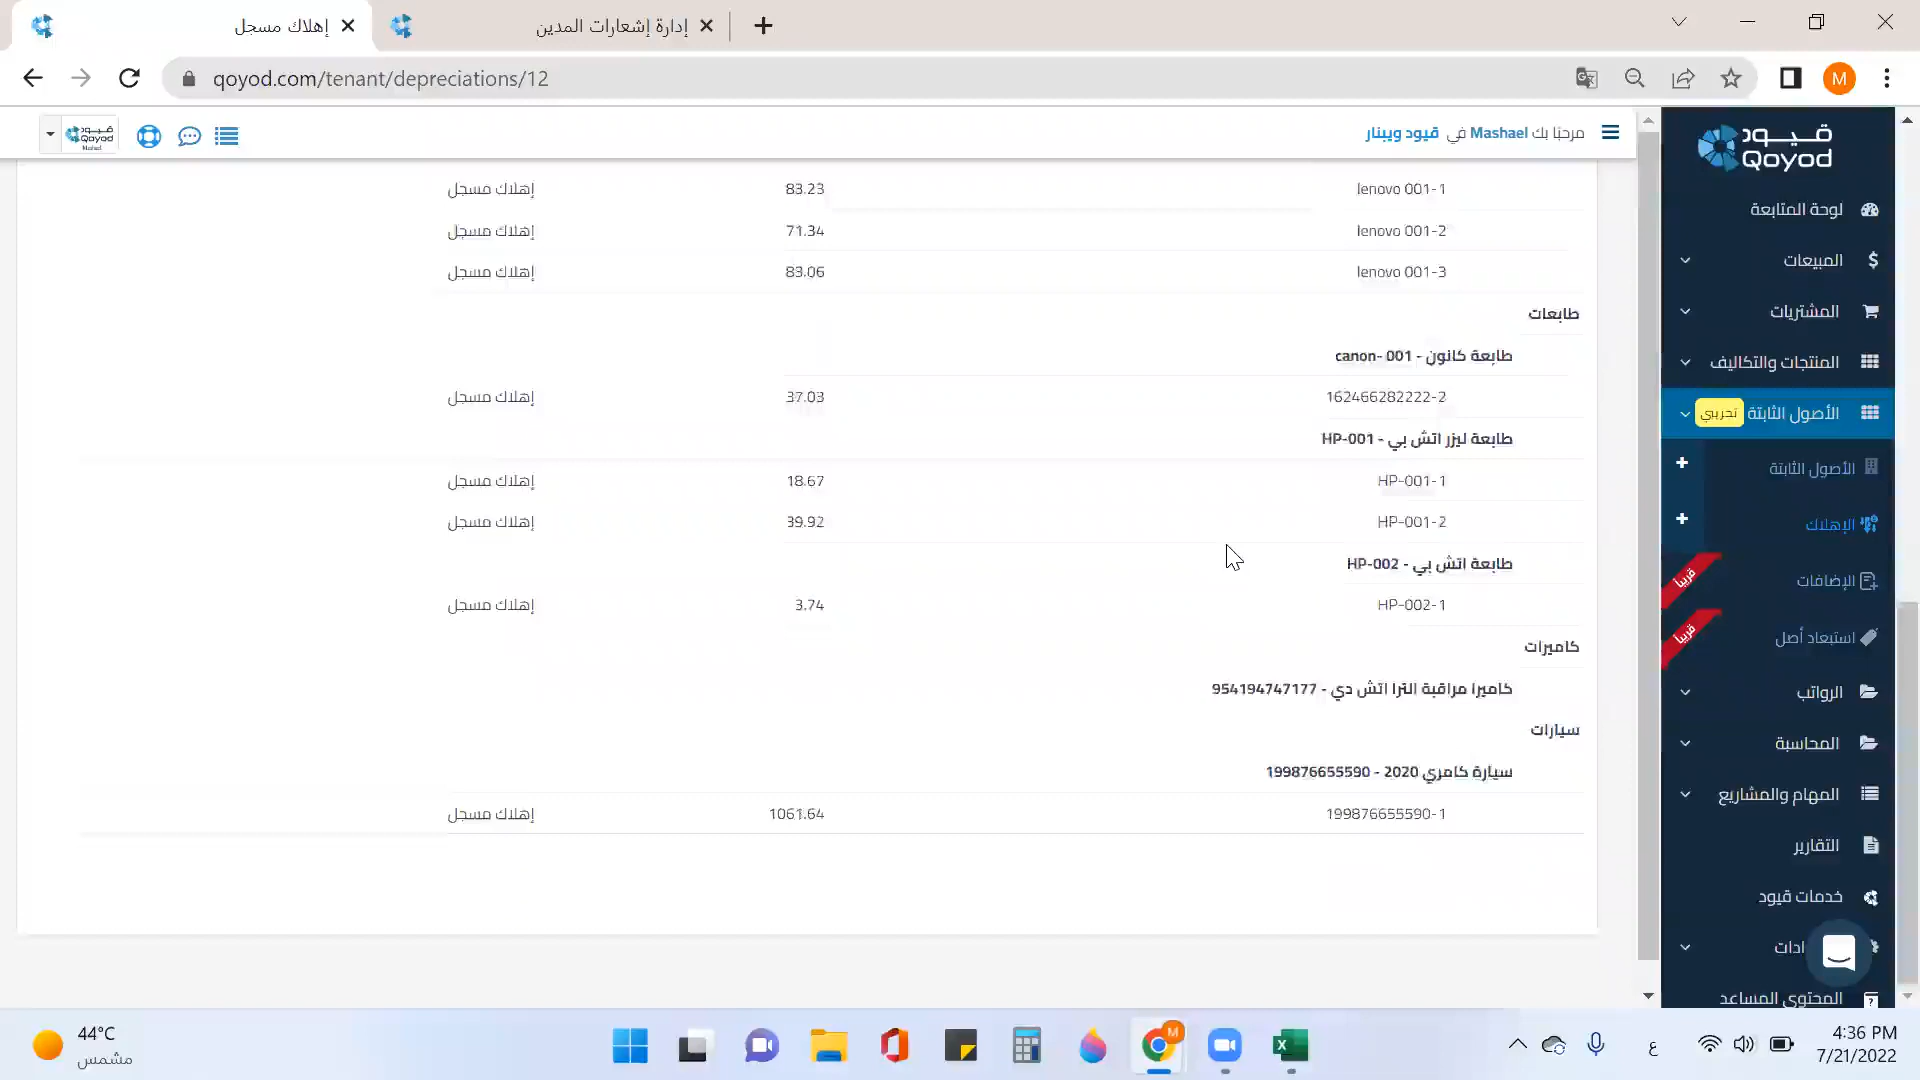 إهلاك مسجل
إدارة إشعارات المدين
qoyod.com/tenant/depreciations/12
M
قيود
Qoyod
مرحبًا بك Mashael في قيود ويبنار
قيود
Qoyod
lenovo 001-1 83.23 إهلاك مسجل
lenovo 001-2 71.34 إهلاك مسجل
lenovo 001-3 83.06 إهلاك مسجل
طابعات
طابعة كانون - canon- 001
162466282222-2 37.03 إهلاك مسجل
طابعة ليزر اتش بي - HP-001
HP-001-1 18.67 إهلاك مسجل
HP-001-2 39.92 إهلاك مسجل
طابعة اتش بي - HP-002
HP-002-1 3.74 إهلاك مسجل
كاميرات
كاميرا مراقبة الترا اتش دي - 954194747177
سيارات
سيارة كامري 2020 - 199876655590
199876655590-1 1061.64 إهلاك مسجل
لوحة المتابعة
المبيعات
المشتريات
المنتجات والتكاليف
الأصول الثابتة تجريبي
الأصول الثابتة
الإهلاك
الإضافات
قريباً
استبعاد أصل
قريباً
الرواتب
المحاسبة
المهام والمشاريع
التقارير
خدمات قيود
ادات
المحتوى المساعد
44°C
مشمس
M
ع
4:36 PM
7/21/2022